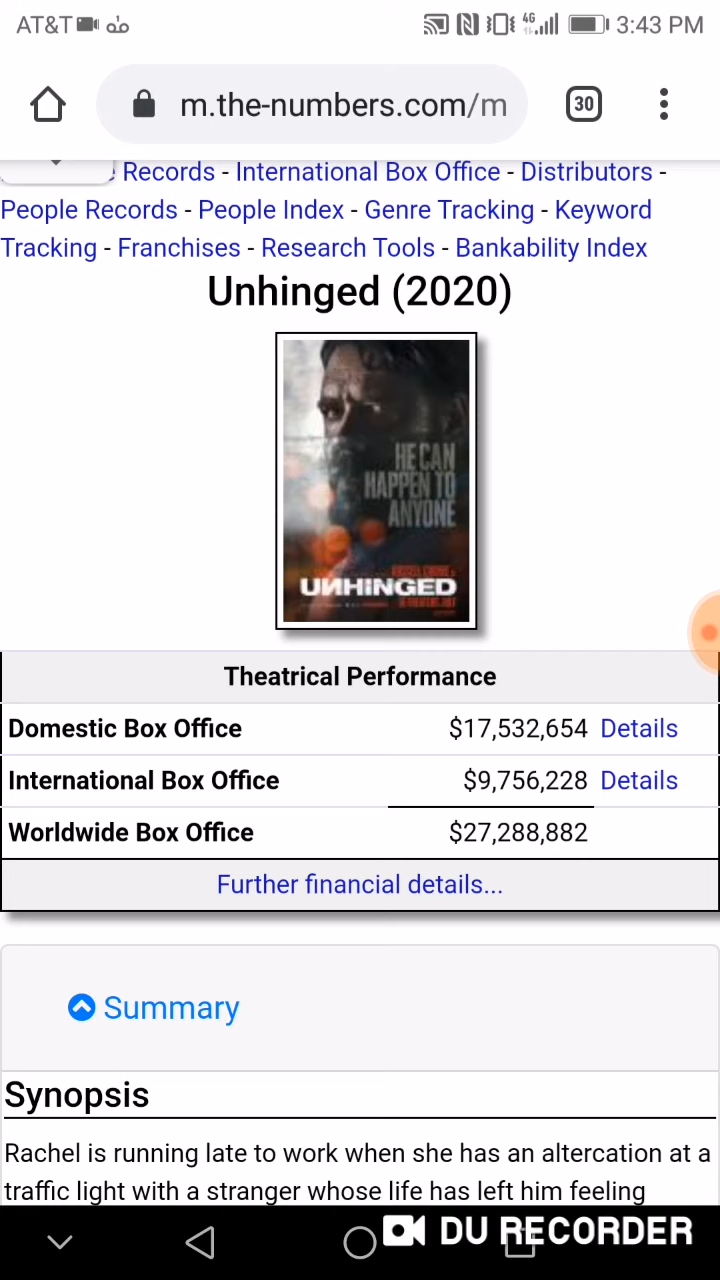 AT&T 4G 3:43 PM
m.the-numbers.com/m 30
Records - International Box Office - Distributors -
People Records - People Index - Genre Tracking - Keyword
Tracking - Franchises - Research Tools - Bankability Index
Unhinged (2020)
HE CAN
HAPPEN TO
ANYONE
UNHINGED
Theatrical Performance
Domestic Box Office $17,532,654 Details
International Box Office $9,756,228 Details
Worldwide Box Office $27,288,882
Further financial details...
Summary
Synopsis
Rachel is running late to work when she has an altercation at a
traffic light with a stranger whose life has left him feeling
DU RECORDER